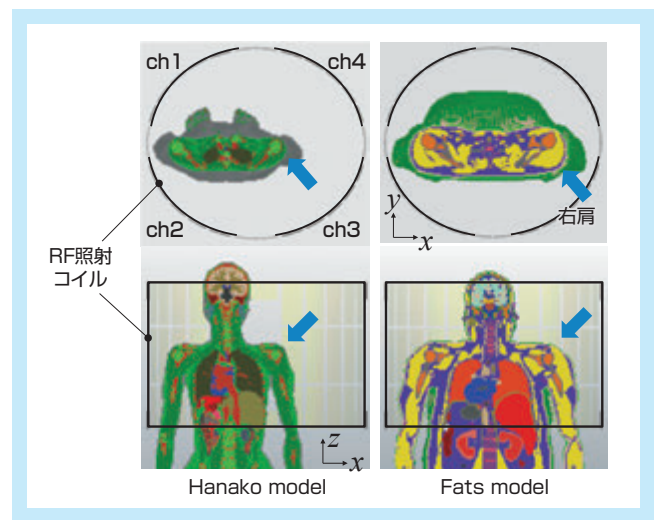 ch1
ch4
ch2
ch3
RF照射
コイル
y
x
右肩
z
x
Hanako model
Fats model